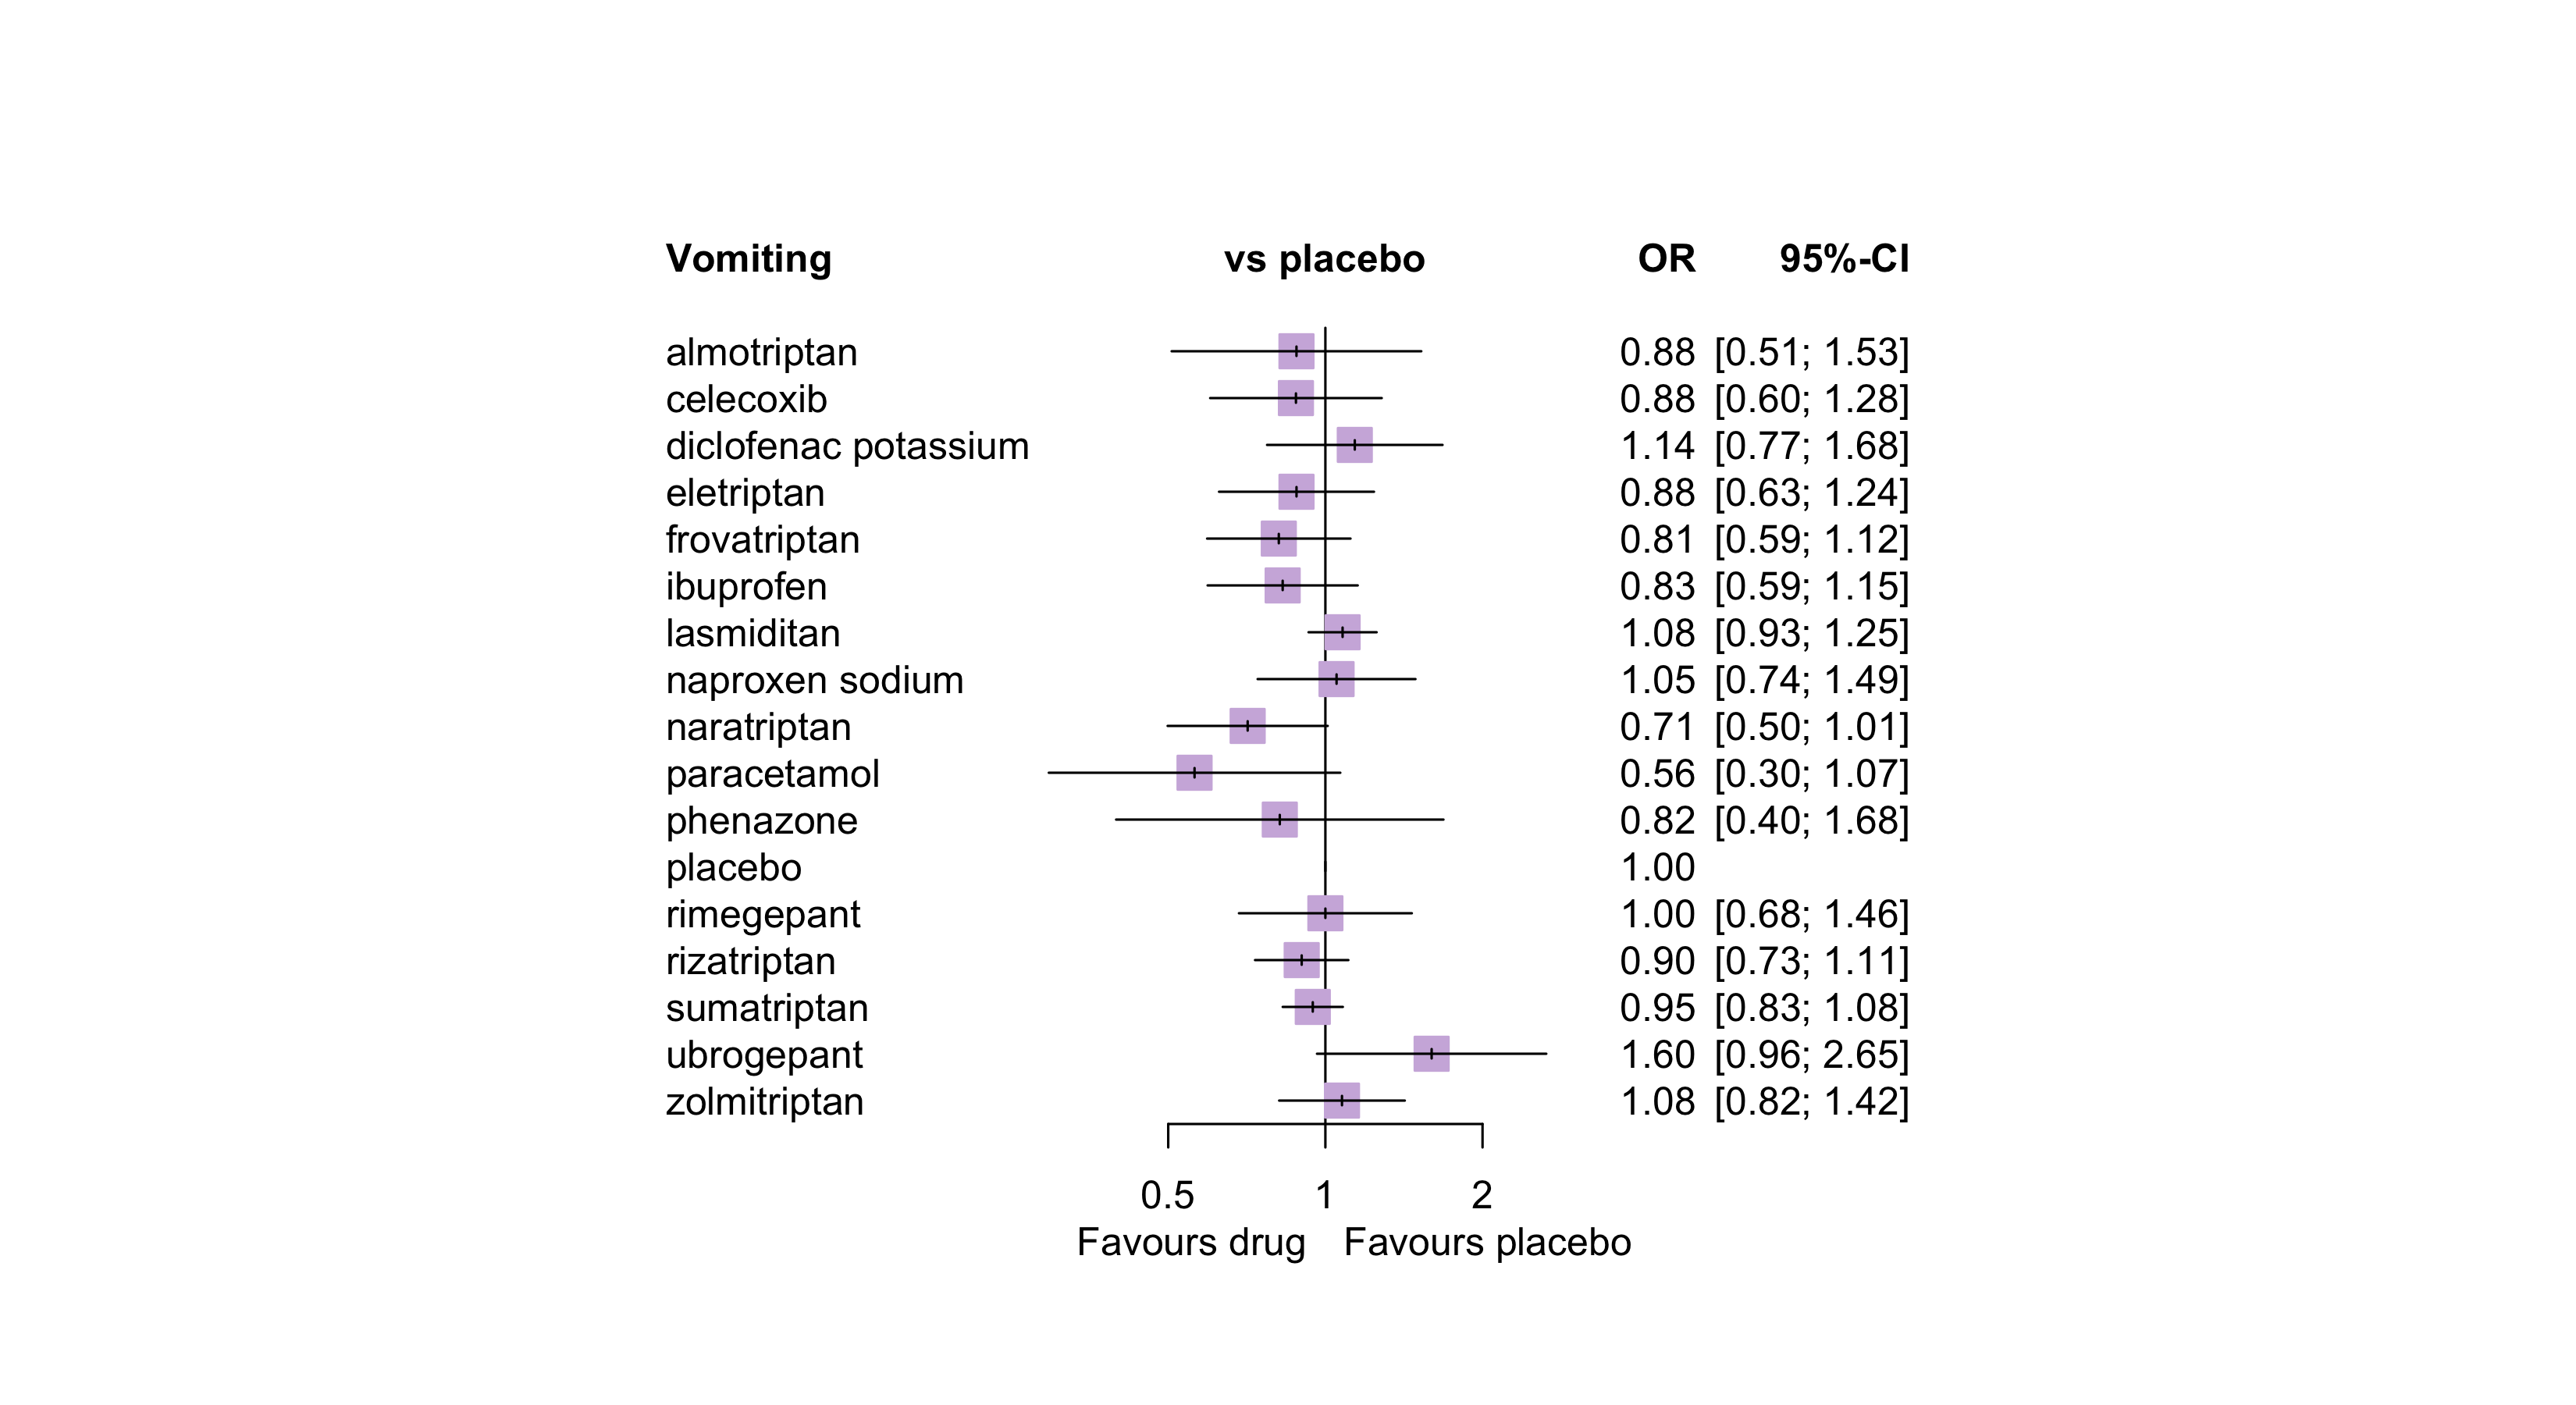 Vomiting vs placebo OR 95%-CI
almotriptan 0.88 [0.51; 1.53]
celecoxib 0.88 [0.60; 1.28]
diclofenac potassium 1.14 [0.77; 1.68]
eletriptan 0.88 [0.63; 1.24]
frovatriptan 0.81 [0.59; 1.12]
ibuprofen 0.83 [0.59; 1.15]
lasmiditan 1.08 [0.93; 1.25]
naproxen sodium 1.05 [0.74; 1.49]
naratriptan 0.71 [0.50; 1.01]
paracetamol 0.56 [0.30; 1.07]
phenazone 0.82 [0.40; 1.68]
placebo 1.00
rimegepant 1.00 [0.68; 1.46]
rizatriptan 0.90 [0.73; 1.11]
sumatriptan 0.95 [0.83; 1.08]
ubrogepant 1.60 [0.96; 2.65]
zolmitriptan 1.08 [0.82; 1.42]
0.5 1 2
Favours drug Favours placebo